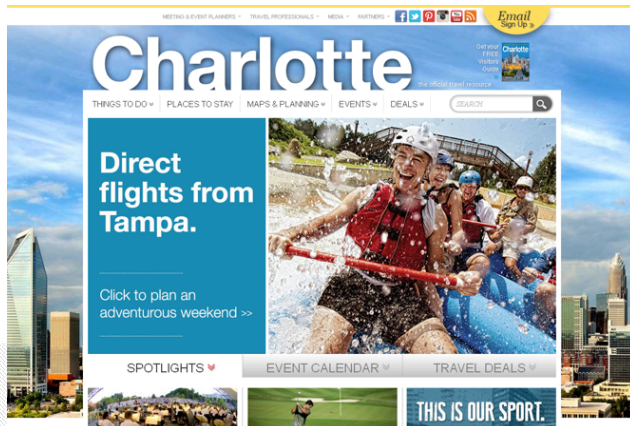 MEETING & EVENT PLANNERS TRAVEL PROFESSIONALS MEDIA PARTNERS
Email
Sign Up »
Charlotte
Get your
FREE
Visitors
Guide
Charlotte
the official travel resource
THINGS TO DO PLACES TO STAY MAPS & PLANNING EVENTS DEALS SEARCH
Direct
flights from
Tampa.
Click to plan an
adventurous weekend >>
SPOTLIGHTS EVENT CALENDAR TRAVEL DEALS
THIS IS OUR SPORT.